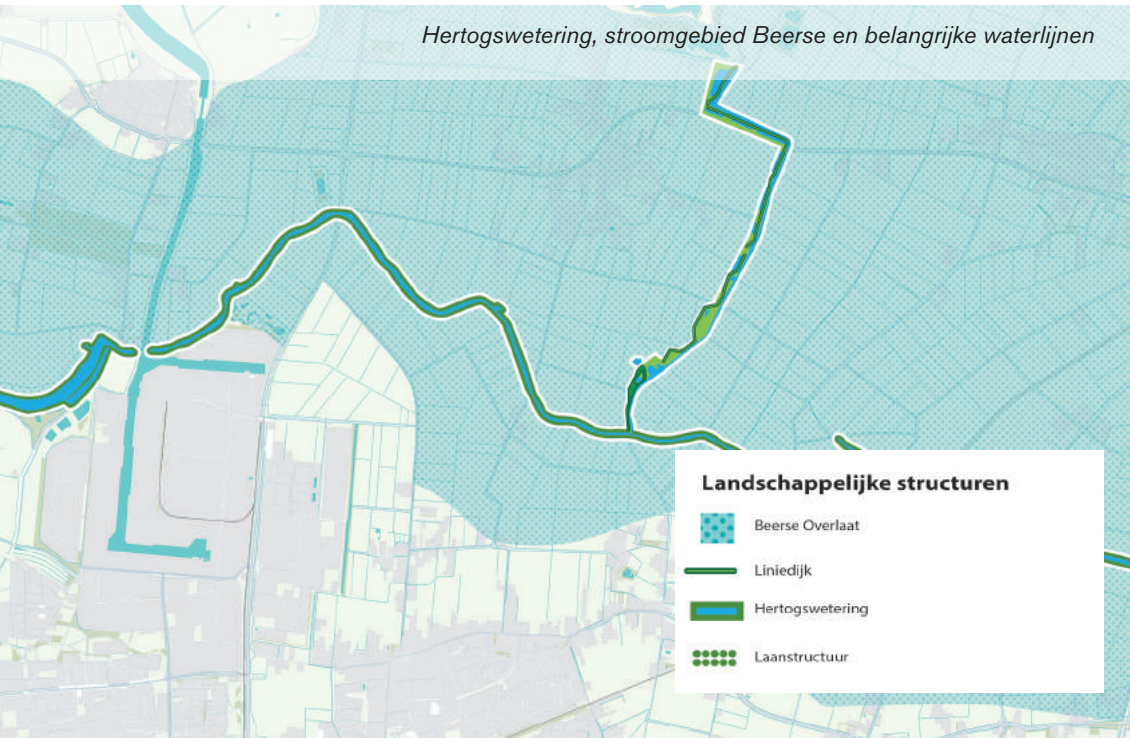 Hertogswetering, stroomgebied Beerse en belangrijke waterlijnen
Landschappelijke structuren
Beerse Overlaat
Liniedijk
Hertogswetering
Laanstructuur